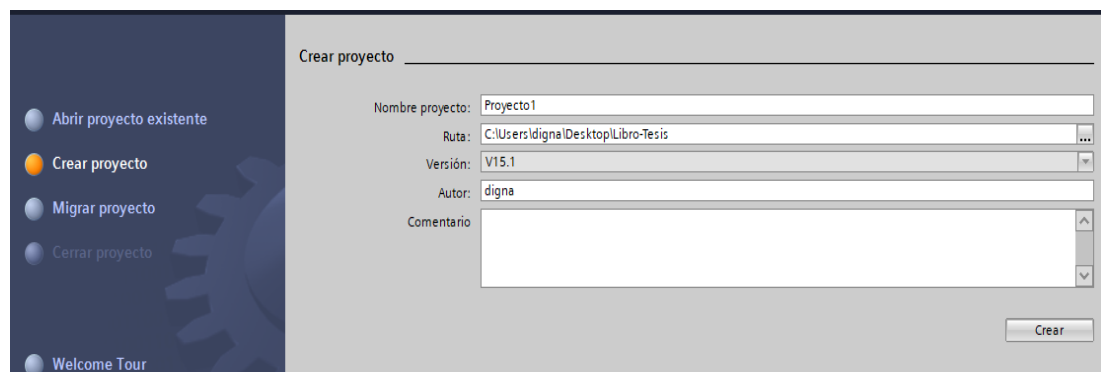 Abrir proyecto existente
Crear proyecto
Migrar proyecto
Cerrar proyecto
Welcome Tour
Crear proyecto
Nombre proyecto: Proyecto1
Ruta: C:\Users\digna\Desktop\Libro-Tesis ...
Versión: V15.1
Autor: digna
Comentario
Crear